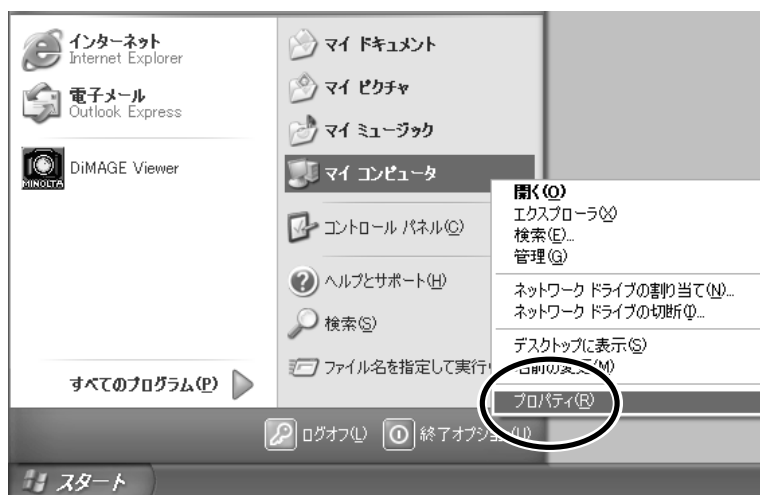 インターネット
Internet Explorer
電子メール
Outlook Express
MINOLTA
DiMAGE Viewer
すべてのプログラム(P)
マイ ドキュメント
マイ ピクチャ
マイ ミュージック
マイ コンピュータ
コントロール パネル(C)
ヘルプとサポート(H)
検索(S)
ファイル名を指定して実行
開く(O)
エクスプローラ(X)
検索(E)...
管理(G)
ネットワーク ドライブの割り当て(N)...
ネットワーク ドライブの切断(I)...
デスクトップに表示(S)
名前の変更(M)
プロパティ(R)
ログオフ(L)
終了オプション(U)
スタート